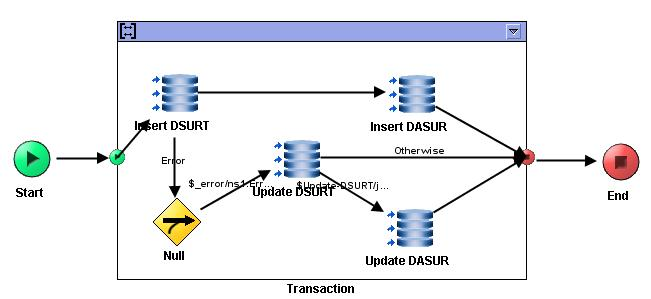 Insert DSURT
Insert DASUR
Error
Otherwise
$_error/ns1:Err...
$Update-DSURT/j...
Update DSURT
Start
End
Null
Update DASUR
Transaction